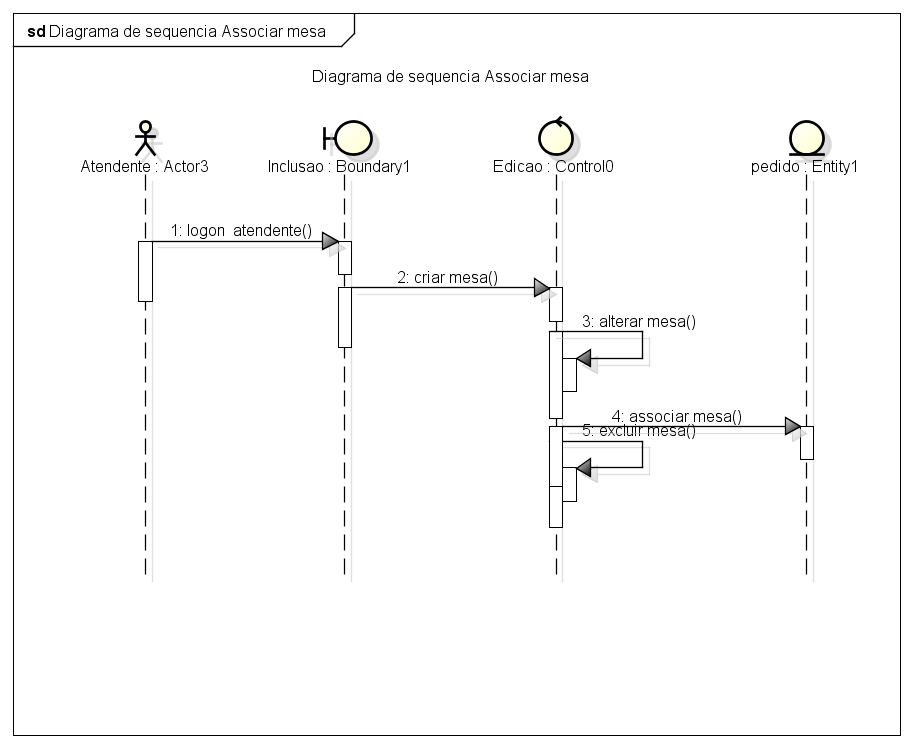 sd Diagrama de sequencia Associar mesa
Diagrama de sequencia Associar mesa
Atendente : Actor3
Inclusao : Boundary1
Edicao : Control0
pedido : Entity1
1: logon atendente()
2: criar mesa()
3: alterar mesa()
4: associar mesa()
5: excluir mesa()